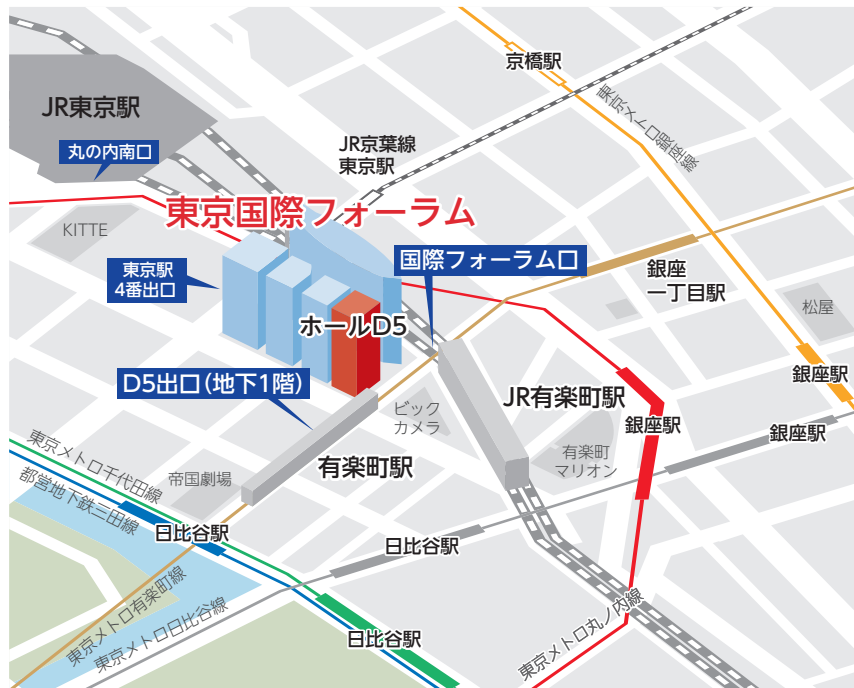 京橋駅
JR東京駅
東京メトロ銀座線
JR京葉線
東京駅
丸の内南口
東京国際フォーラム
KITTE
国際フォーラム口
東京駅
4番出口
銀座
一丁目駅
松屋
ホールD5
銀座駅
D5出口(地下1階)
JR有楽町駅
ビック
カメラ
銀座駅
銀座駅
有楽町
マリオン
有楽町駅
東京メトロ千代田線
帝国劇場
都営地下鉄三田線
日比谷駅
日比谷駅
東京メトロ有楽町線
東京メトロ日比谷線
日比谷駅
東京メトロ丸ノ内線